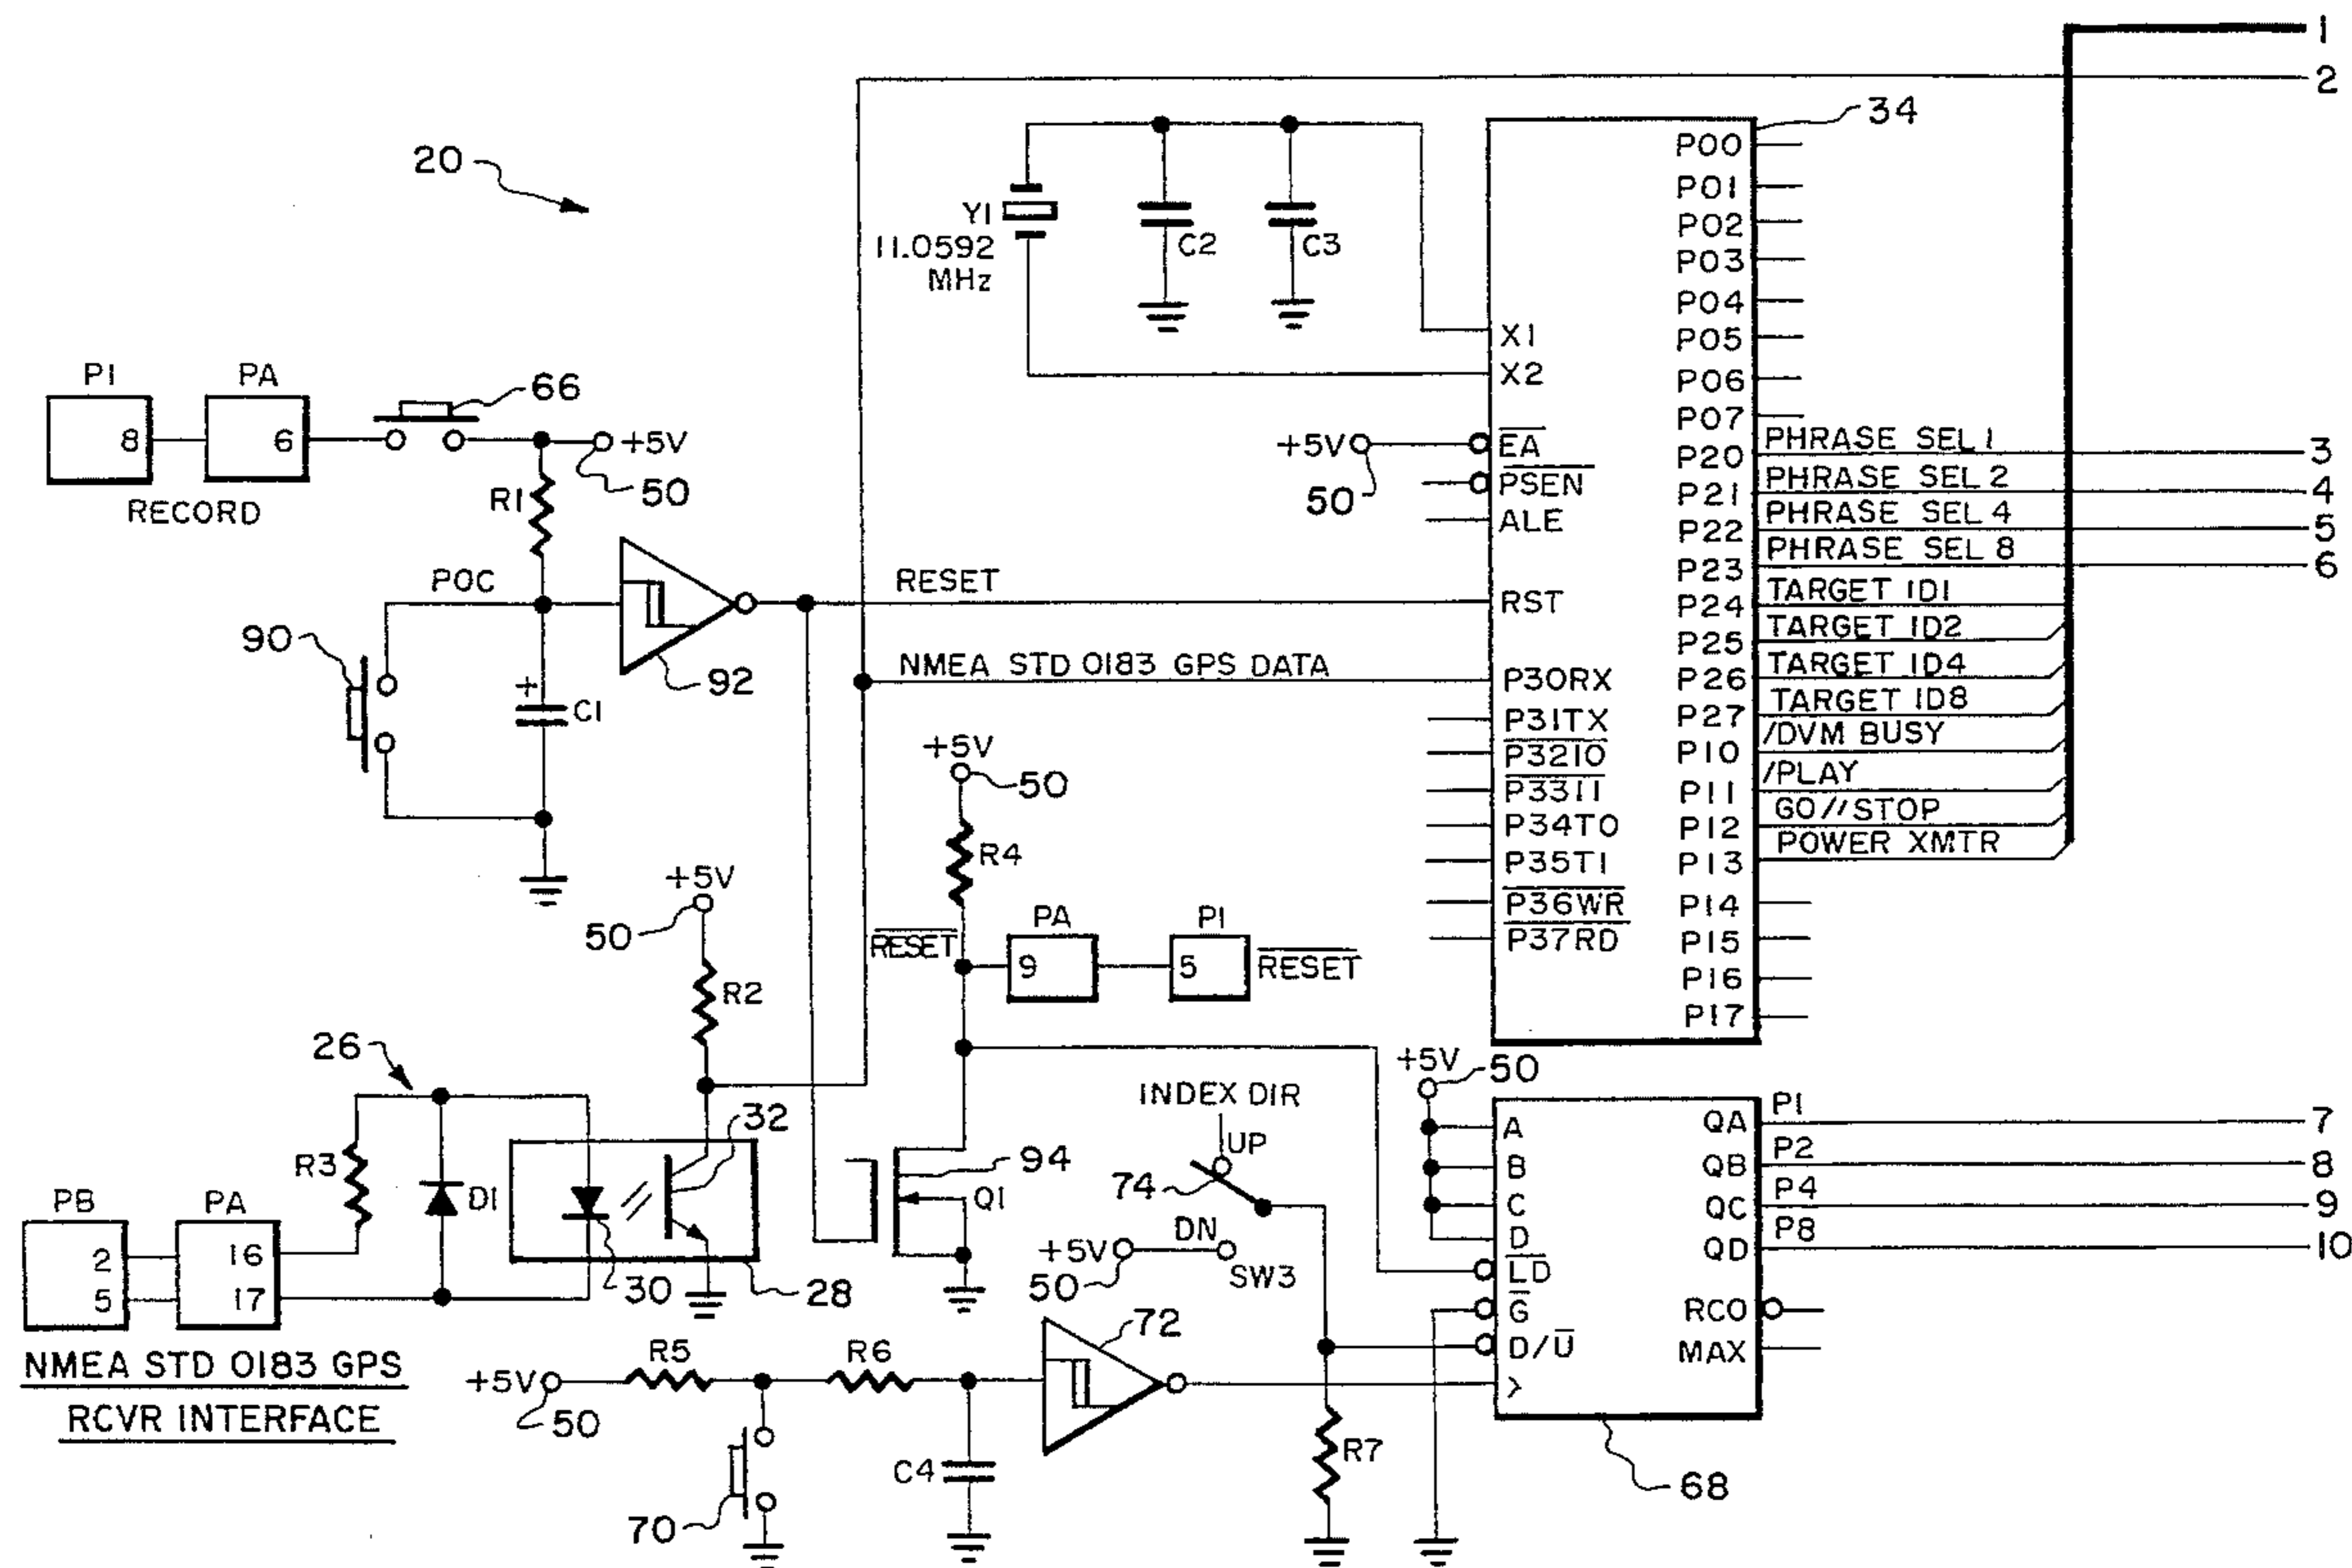 1
2
20
34
P00
P01
P02
P03
P04
P05
P06
P07
Y1
11.0592
MHz
C2
C3
X1
X2
P1
PA
66
8
6
+5V
50
RECORD
R1
+5V
50
EA
PSEN
ALE
P20 PHRASE SEL 1 3
P21 PHRASE SEL 2 4
P22 PHRASE SEL 4 5
P23 PHRASE SEL 8 6
P24 TARGET ID1
P25 TARGET ID2
P26 TARGET ID4
P27 TARGET ID8
P10 /DVM BUSY
P11 /PLAY
P12 GO//STOP
P13 POWER XMTR
P14
P15
P16
P17
POC
RESET
RST
90
92
+
C1
NMEA STD 0183 GPS DATA
P30RX
P31TX
P32I0
P33I1
P34T0
P35T1
P36WR
P37RD
+5V
50
R4
+5V
50
R2
RESET
PA
P1
9
5
RESET
26
R3
D1
32
30
28
PB
PA
2
16
5
17
NMEA STD 0183 GPS
RCVR INTERFACE
94
Q1
INDEX DIR
UP
74
DN
+5V
50
SW3
+5V
50
A
B
C
D
LD
G
D/U
>
QA P1 7
QB P2 8
QC P4 9
QD P8 10
RCO
MAX
68
+5V
50
R5
R6
72
70
C4
R7